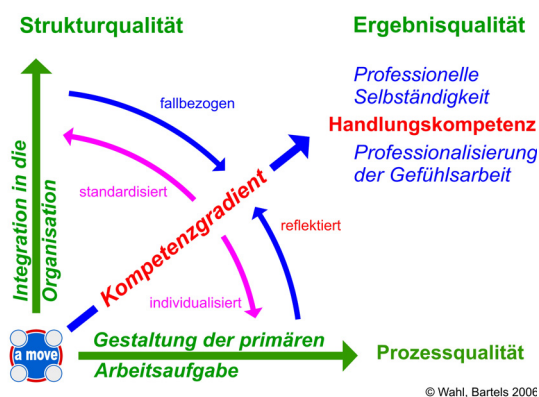 Strukturqualität
Ergebnisqualität
Professionelle
Selbständigkeit
Handlungskompetenz
Professionalisierung
der Gefühlsarbeit
fallbezogen
standardisiert
Kompetenzgradient
reflektiert
individualisiert
Integration in die
Organisation
a move
Gestaltung der primären
Arbeitsaufgabe
Prozessqualität
© Wahl, Bartels 2006